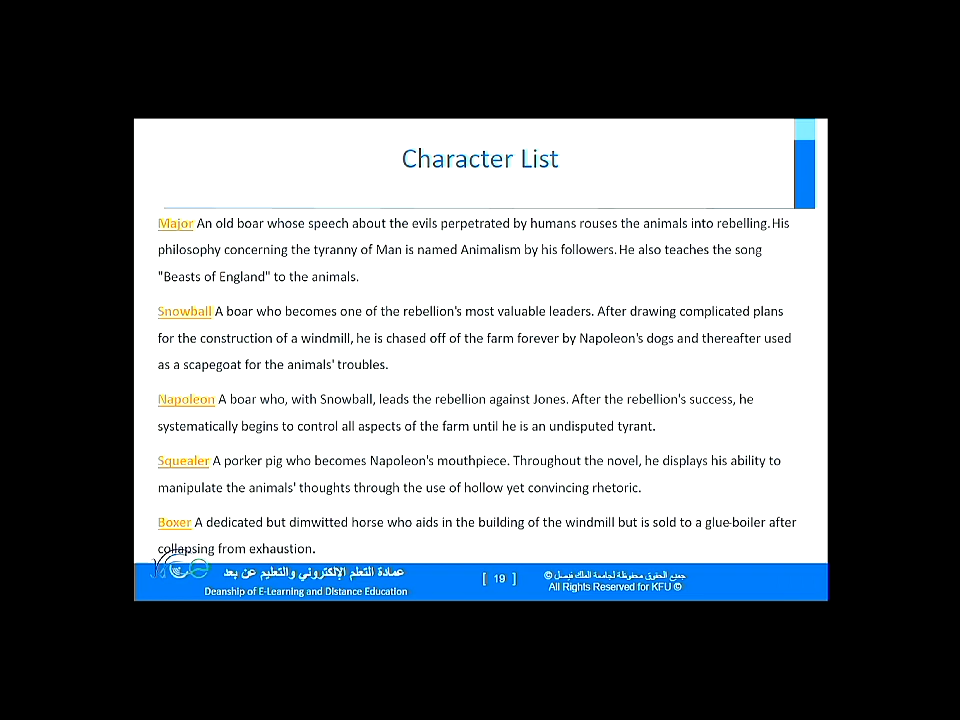 Character List
Major An old boar whose speech about the evils perpetrated by humans rouses the animals into rebelling. His
philosophy concerning the tyranny of Man is named Animalism by his followers. He also teaches the song
"Beasts of England" to the animals.
Snowball A boar who becomes one of the rebellion's most valuable leaders. After drawing complicated plans
for the construction of a windmill, he is chased off of the farm forever by Napoleon's dogs and thereafter used
as a scapegoat for the animals' troubles.
Napoleon A boar who, with Snowball, leads the rebellion against Jones. After the rebellion's success, he
systematically begins to control all aspects of the farm until he is an undisputed tyrant.
Squealer A porker pig who becomes Napoleon's mouthpiece. Throughout the novel, he displays his ability to
manipulate the animals' thoughts through the use of hollow yet convincing rhetoric.
Boxer A dedicated but dimwitted horse who aids in the building of the windmill but is sold to a glue-boiler after
collapsing from exhaustion.
عمادة التعلم الإلكتروني والتعليم عن بعد
Deanship of E-Learning and Distance Education
[ 19 ]
جميع الحقوق محفوظة لجامعة الملك فيصل ©
All Rights Reserved for KFU ©